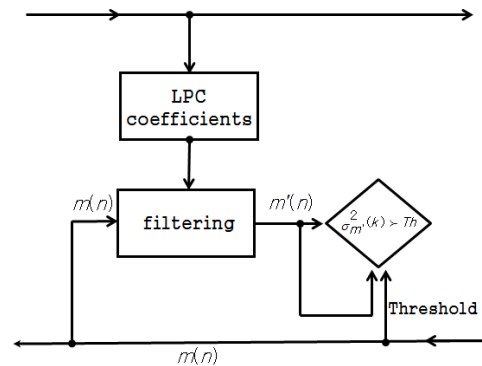 LPC
coefficients
m(n)
filtering
m'(n)
σ²m'(k) ≻ Th
Threshold
m(n)